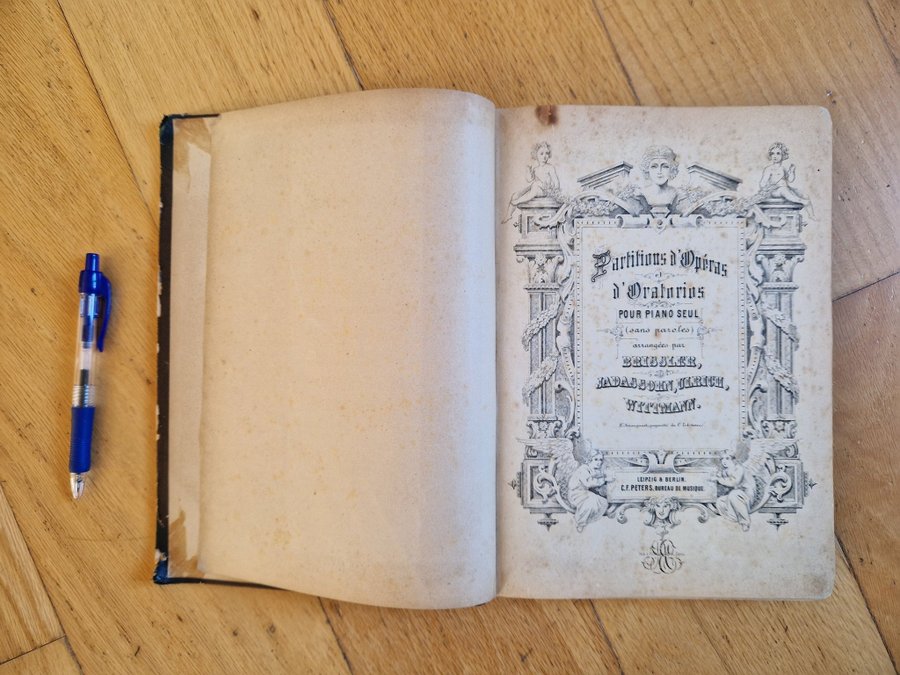 Partitions d'Opéras
et
d'Oratorios
POUR PIANO SEUL
(sans paroles)
arrangées par
BRISSLER,
JADASSOHN, ULRICH,
WITTMANN.
LEIPZIG & BERLIN.
C.F. PETERS, BUREAU DE MUSIQUE.